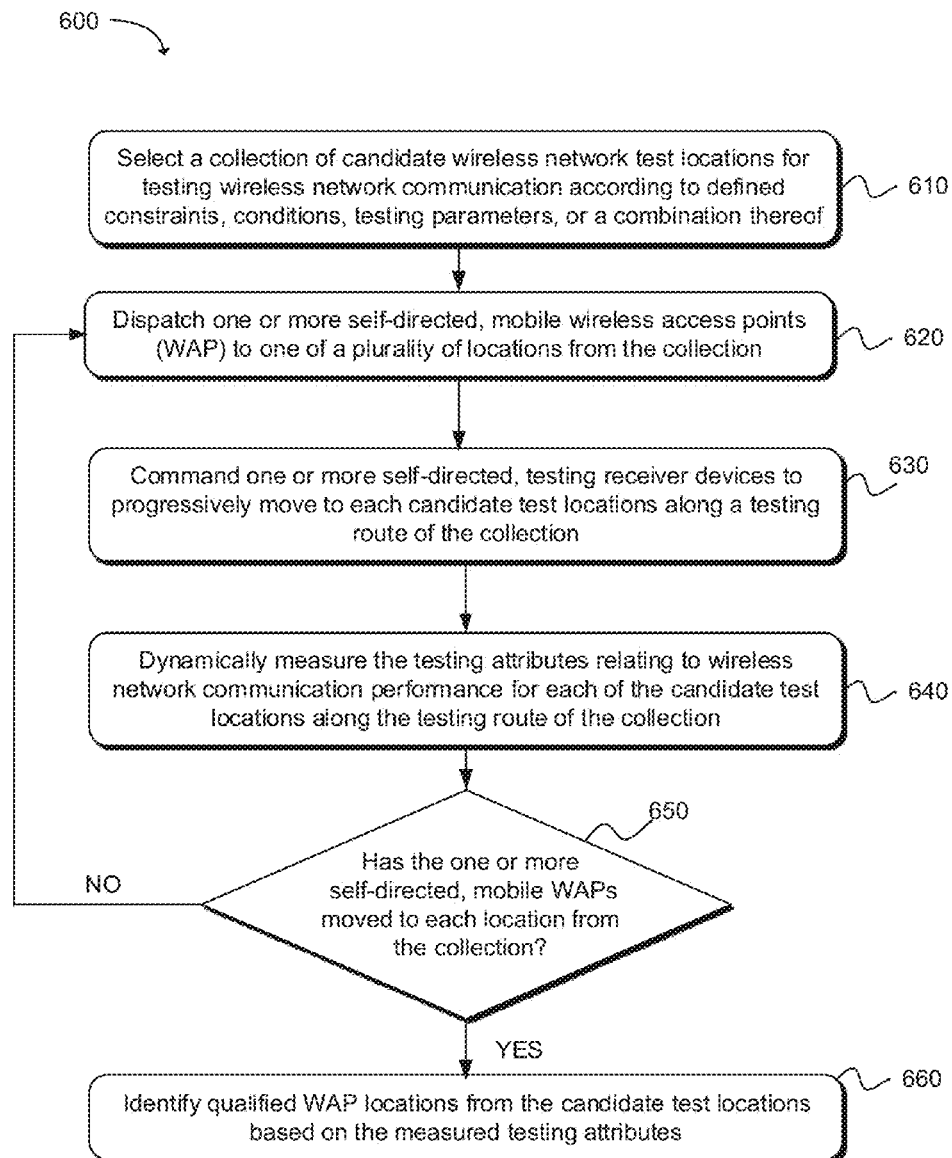 600
Select a collection of candidate wireless network test locations for
testing wireless network communication according to defined
constraints, conditions, testing parameters, or a combination thereof
610
Dispatch one or more self-directed, mobile wireless access points
(WAP) to one of a plurality of locations from the collection
620
Command one or more self-directed, testing receiver devices to
progressively move to each candidate test locations along a testing
route of the collection
630
Dynamically measure the testing attributes relating to wireless
network communication performance for each of the candidate test
locations along the testing route of the collection
640
650
Has the one or more
self-directed, mobile WAPs
moved to each location from
the collection?
NO
YES
Identify qualified WAP locations from the candidate test locations
based on the measured testing attributes
660